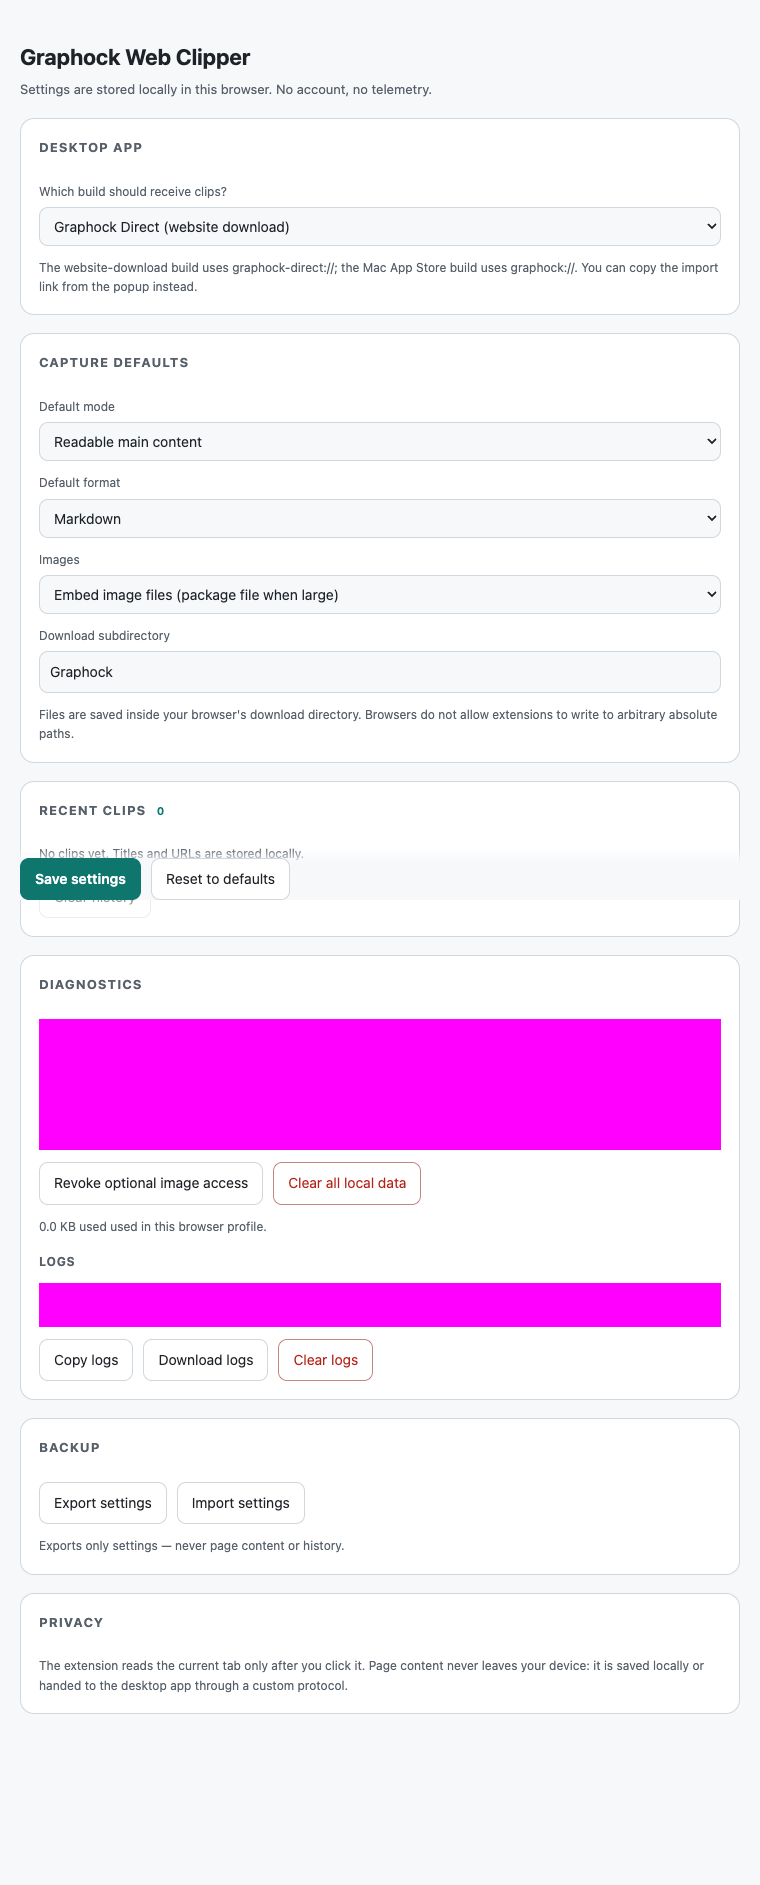 Graphock Web Clipper
Settings are stored locally in this browser. No account, no telemetry.
DESKTOP APP
Which build should receive clips?
Graphock Direct (website download)
The website-download build uses graphock-direct://; the Mac App Store build uses graphock://. You can copy the import
link from the popup instead.
CAPTURE DEFAULTS
Default mode
Readable main content
Default format
Markdown
Images
Embed image files (package file when large)
Download subdirectory
Graphock
Files are saved inside your browser's download directory. Browsers do not allow extensions to write to arbitrary absolute
paths.
RECENT CLIPS 0
No clips yet. Titles and URLs are stored locally.
Save settings
Reset to defaults
Clear history
DIAGNOSTICS
Revoke optional image access
Clear all local data
0.0 KB used used in this browser profile.
LOGS
Copy logs
Download logs
Clear logs
BACKUP
Export settings
Import settings
Exports only settings — never page content or history.
PRIVACY
The extension reads the current tab only after you click it. Page content never leaves your device: it is saved locally or
handed to the desktop app through a custom protocol.